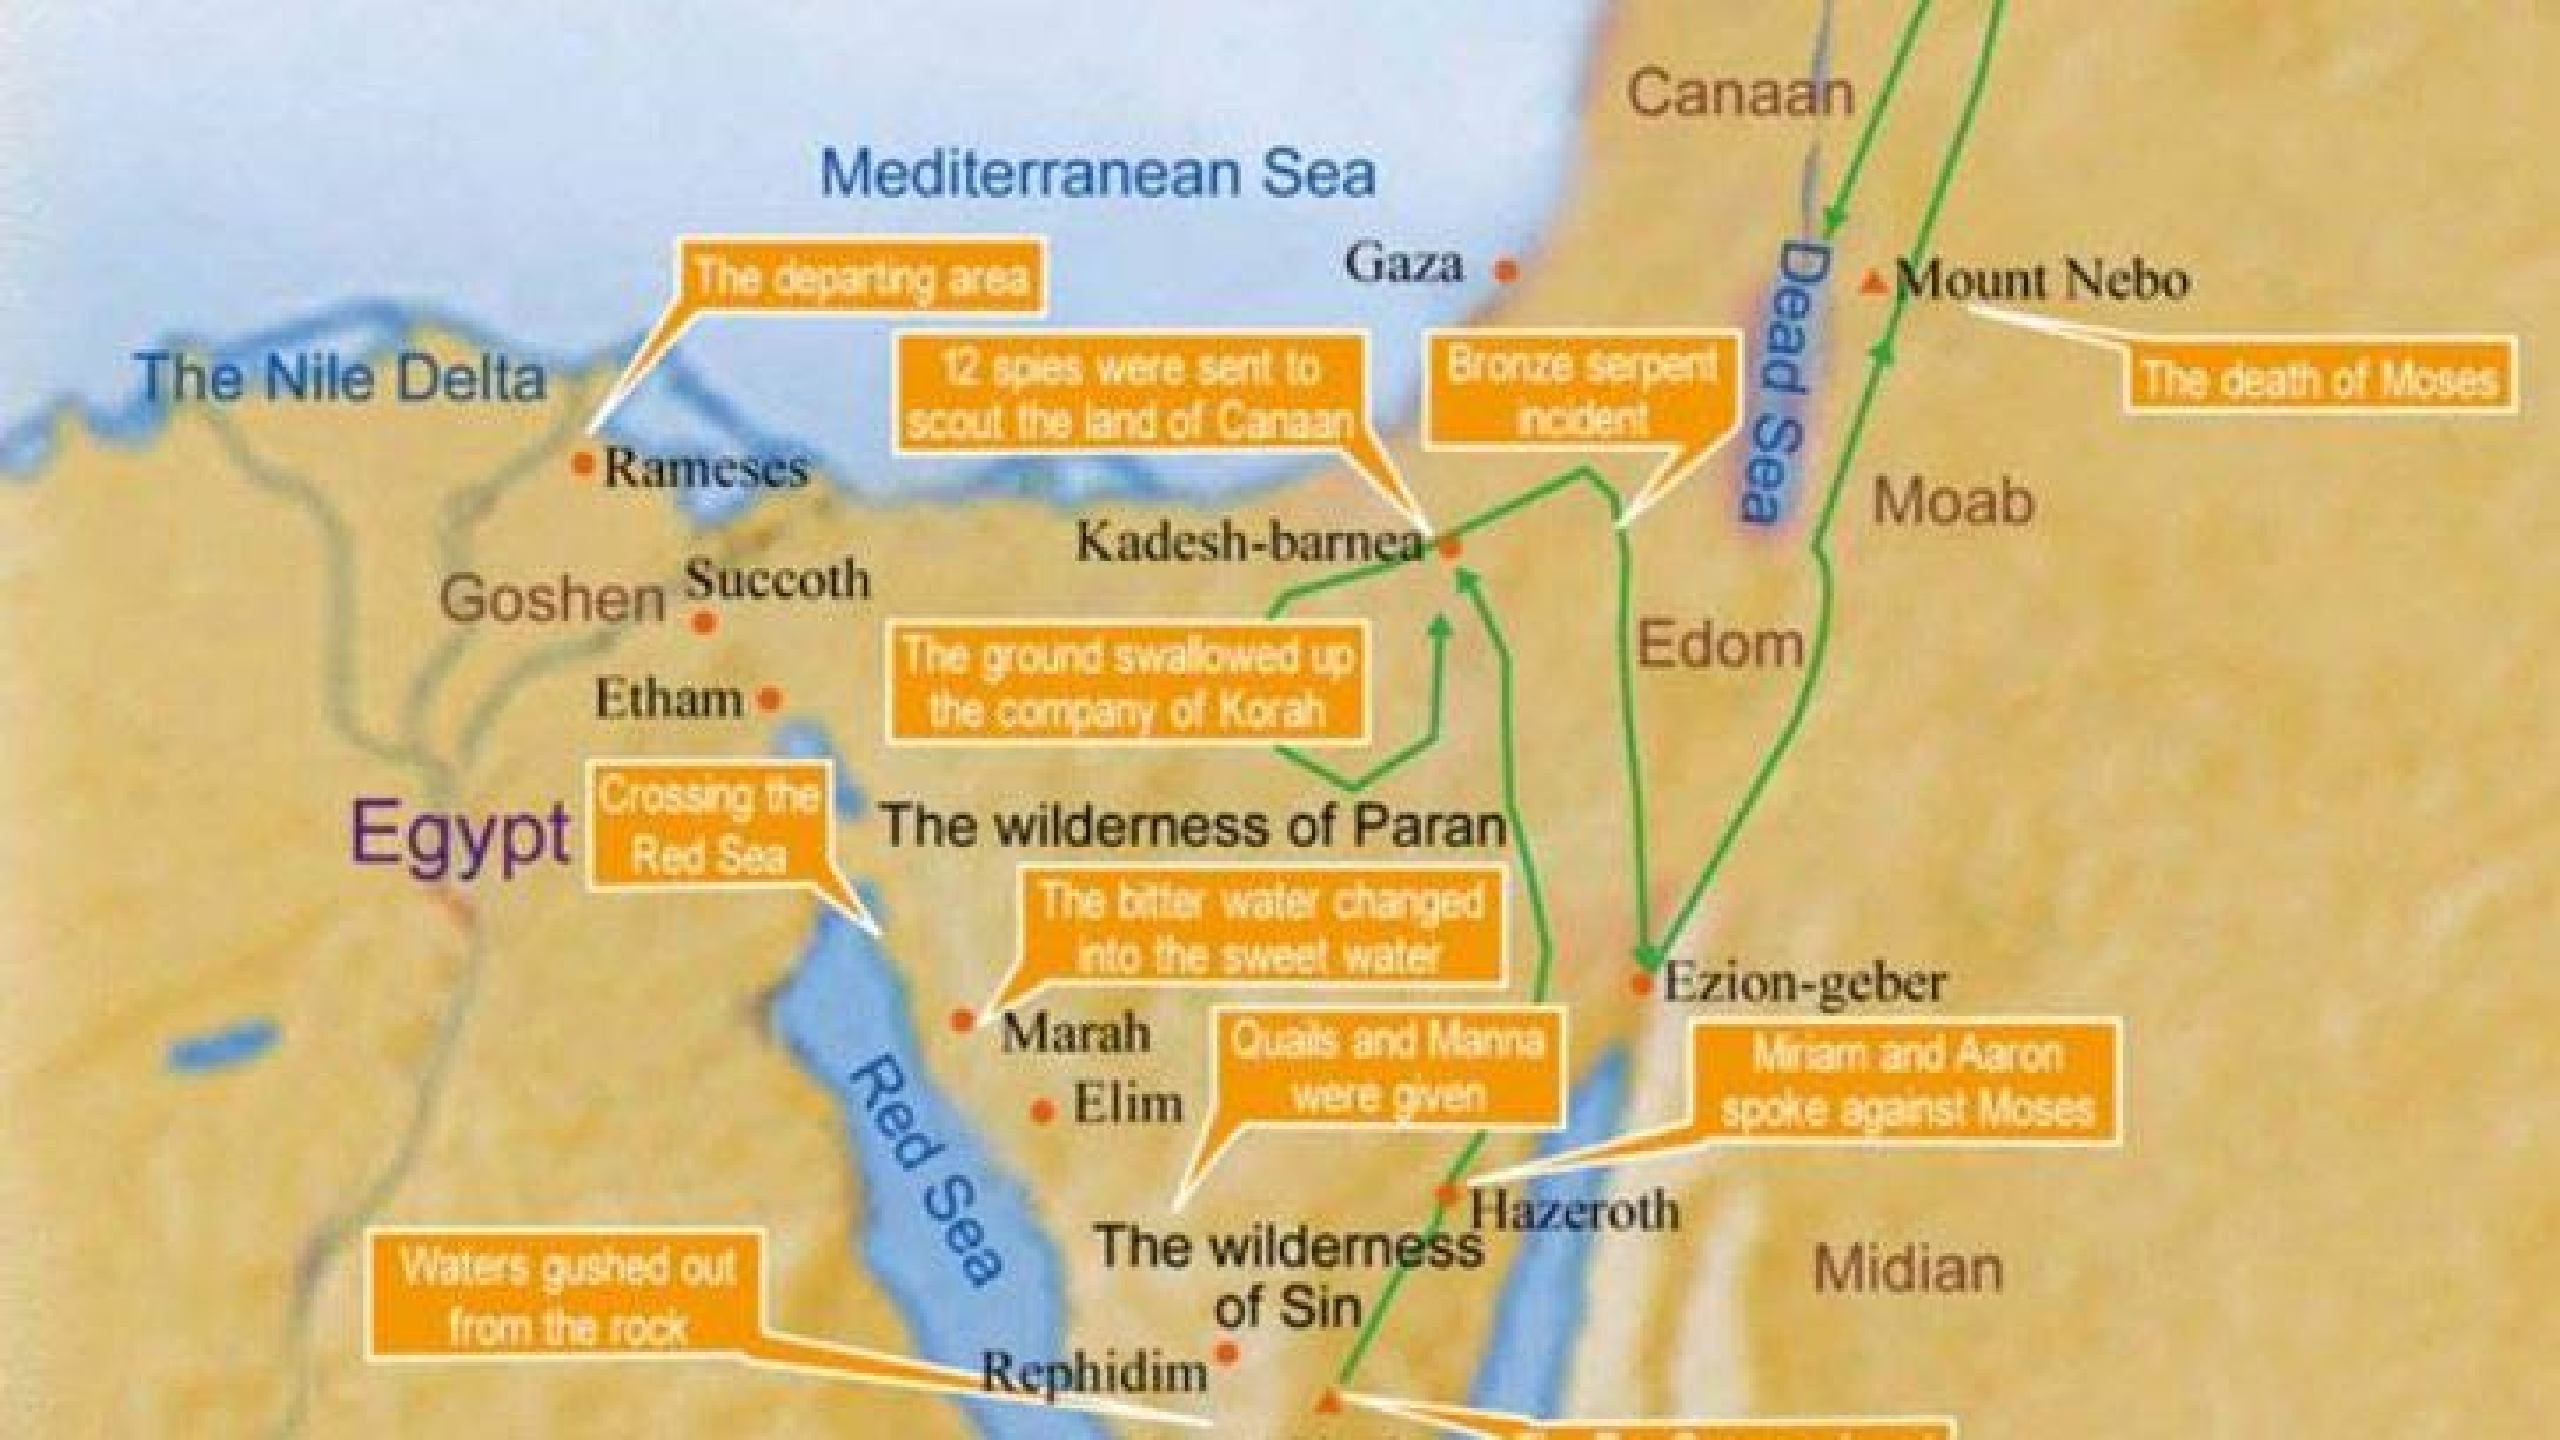 Canaan
Mediterranean Sea
Gaza
The departing area
Dead Sea
Mount Nebo
The Nile Delta
12 spies were sent to
scout the land of Canaan
Bronze serpent
incident
The death of Moses
Rameses
Moab
Kadesh-barnea
Succoth
Goshen
The ground swallowed up
the company of Korah
Edom
Etham
Crossing the
Red Sea
Egypt
The wilderness of Paran
The bitter water changed
into the sweet water
Ezion-geber
Marah
Quails and Manna
were given
Miriam and Aaron
spoke against Moses
Elim
Red Sea
Hazeroth
The wilderness
of Sin
Midian
Waters gushed out
from the rock
Rephidim